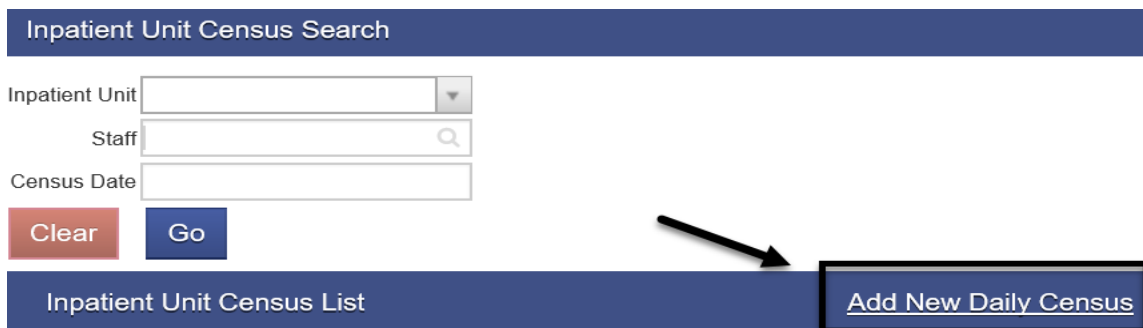 Inpatient Unit Census Search
Inpatient Unit
Staff
Census Date
Clear Go
Inpatient Unit Census List Add New Daily Census